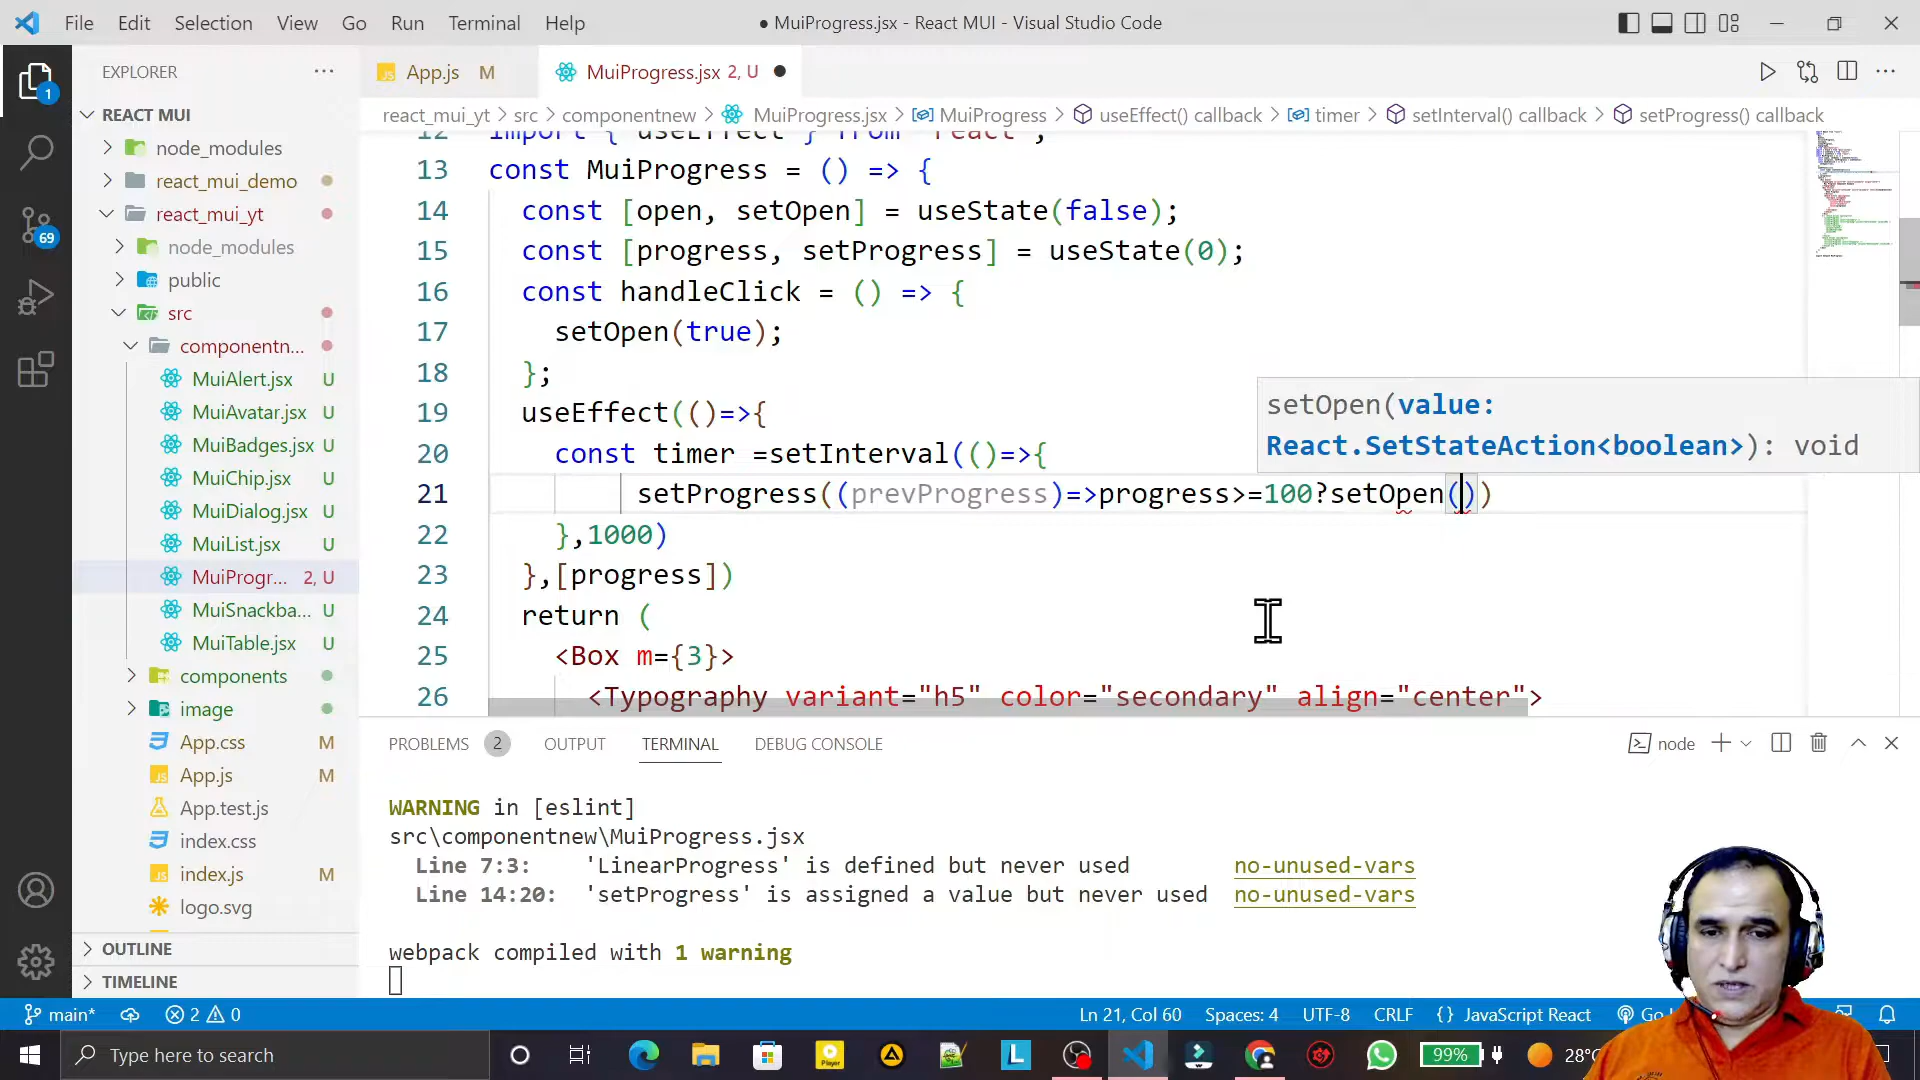 File Edit Selection View Go Run Terminal Help
● MuiProgress.jsx - React MUI - Visual Studio Code
EXPLORER
App.js M
MuiProgress.jsx 2, U
react_mui_yt > src > componentnew > MuiProgress.jsx > MuiProgress > useEffect() callback > timer > setInterval() callback > setProgress() callback
1
69
REACT MUI
node_modules
react_mui_demo
react_mui_yt
node_modules
public
src
componentn...
MuiAlert.jsx U
MuiAvatar.jsx U
MuiBadges.jsx U
MuiChip.jsx U
MuiDialog.jsx U
MuiList.jsx U
MuiProgr... 2, U
MuiSnackba... U
MuiTable.jsx U
components
image
App.css M
App.js M
App.test.js
index.css
index.js M
logo.svg
OUTLINE
TIMELINE
12 import { useEffect } from "react";
13 const MuiProgress = () => {
14 const [open, setOpen] = useState(false);
15 const [progress, setProgress] = useState(0);
16 const handleClick = () => {
17 setOpen(true);
18 };
19 useEffect(()=>{
20 const timer =setInterval(()=>{
21 setProgress((prevProgress)=>progress>=100?setOpen())
22 },1000)
23 },[progress])
24 return (
25 <Box m={3}>
26 <Typography variant="h5" color="secondary" align="center">
setOpen(value:
React.SetStateAction<boolean>): void
PROBLEMS 2 OUTPUT TERMINAL DEBUG CONSOLE
node
WARNING in [eslint]
src\componentnew\MuiProgress.jsx
Line 7:3: 'LinearProgress' is defined but never used no-unused-vars
Line 14:20: 'setProgress' is assigned a value but never used no-unused-vars
webpack compiled with 1 warning
main* 2 0
Ln 21, Col 60 Spaces: 4 UTF-8 CRLF {} JavaScript React Go
Type here to search
Player
L
99%
28°